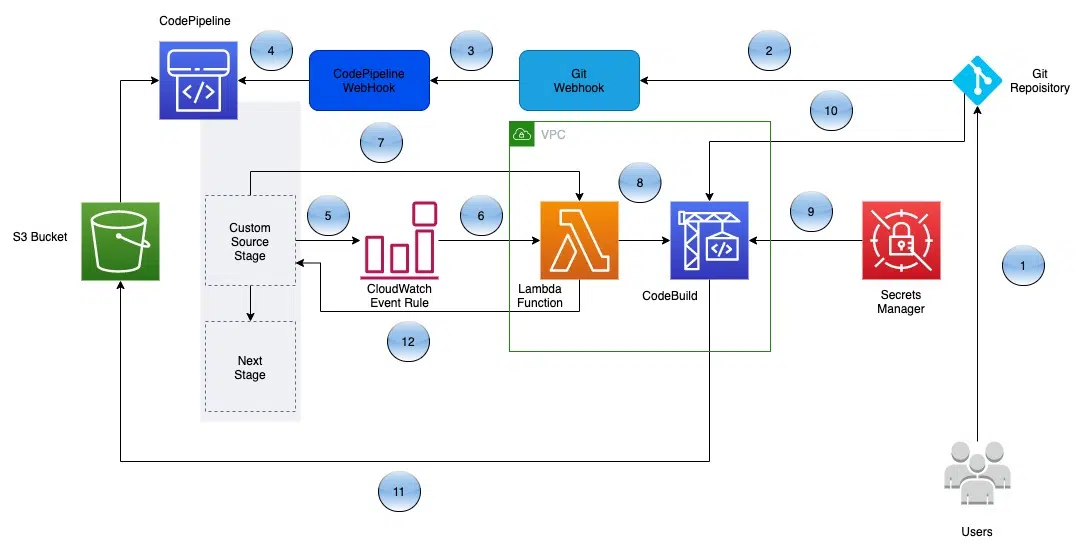 CodePipeline
4
3
2
CodePipeline
WebHook
Git
Webhook
Git
Repoisitory
10
VPC
7
8
5
6
9
Custom
Source
Stage
S3 Bucket
1
CloudWatch
Event Rule
Lambda
Function
CodeBuild
Secrets
Manager
12
Next
Stage
11
Users